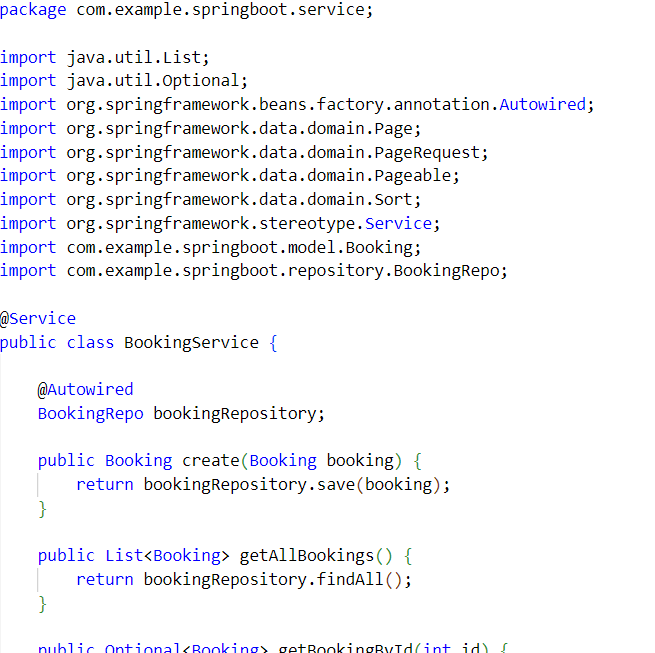 package com.example.springboot.service;
import java.util.List;
import java.util.Optional;
import org.springframework.beans.factory.annotation.Autowired;
import org.springframework.data.domain.Page;
import org.springframework.data.domain.PageRequest;
import org.springframework.data.domain.Pageable;
import org.springframework.data.domain.Sort;
import org.springframework.stereotype.Service;
import com.example.springboot.model.Booking;
import com.example.springboot.repository.BookingRepo;
@Service
public class BookingService {
    @Autowired
    BookingRepo bookingRepository;
    public Booking create(Booking booking) {
        return bookingRepository.save(booking);
    }
    public List<Booking> getAllBookings() {
        return bookingRepository.findAll();
    }
    public Optional<Booking> getBookingById(int id) {